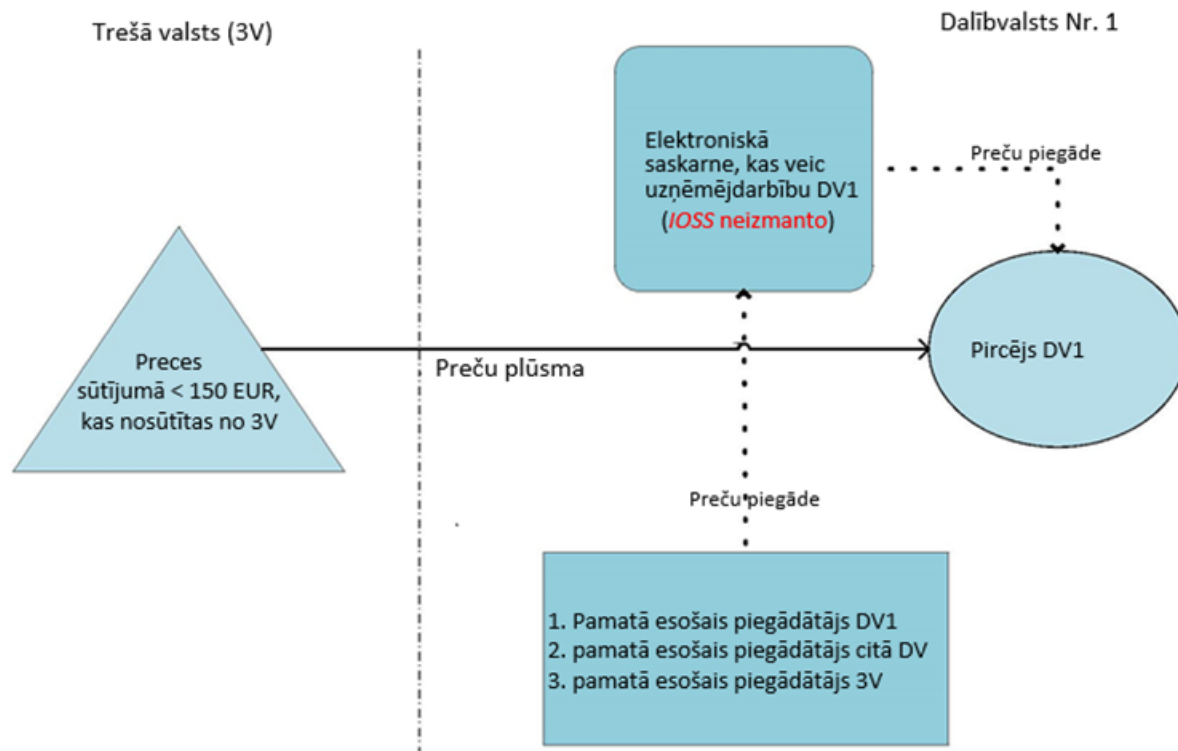 Trešā valsts (3V)
Dalībvalsts Nr. 1
Elektroniskā
saskarne, kas veic
uzņēmējdarbību DV1
(IOSS neizmanto)
Preču piegāde
Preces
sūtījumā < 150 EUR,
kas nosūtītas no 3V
Preču plūsma
Pircējs DV1
Preču piegāde
1. Pamatā esošais piegādātājs DV1
2. pamatā esošais piegādātājs citā DV
3. pamatā esošais piegādātājs 3V